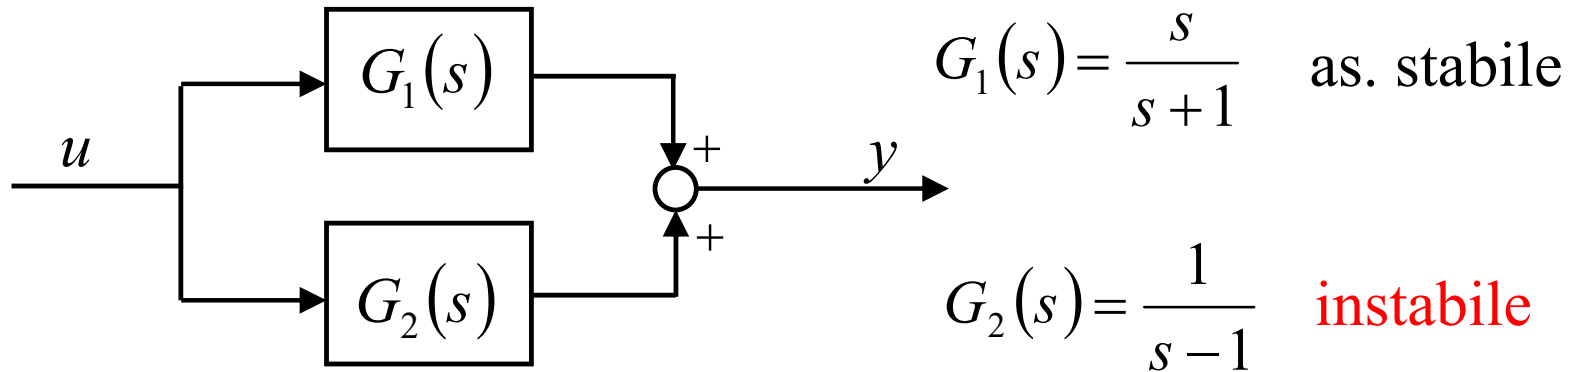 G₁(s)
G₁(s) = s/(s+1) as. stabile
u
+
y
+
G₂(s)
G₂(s) = 1/(s−1) instabile